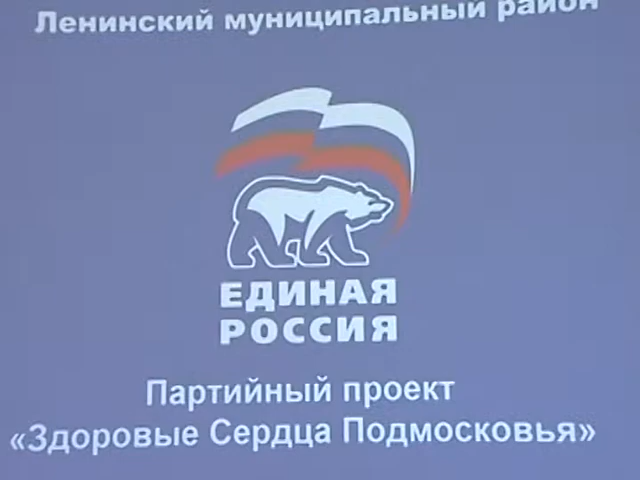 Ленинский муниципальный район
ЕДИНАЯ
РОССИЯ
Партийный проект
«Здоровые Сердца Подмосковья»